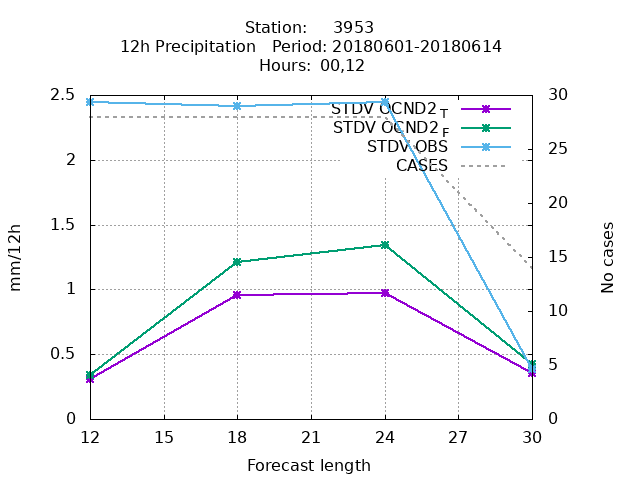 Station: 3953
12h Precipitation Period: 20180601-20180614
Hours: 00,12
2.5
2
1.5
1
0.5
0
mm/12h
STDV OCND2 T
STDV OCND2 F
STDV OBS
CASES
30
25
20
15
10
5
0
No cases
12 15 18 21 24 27 30
Forecast length